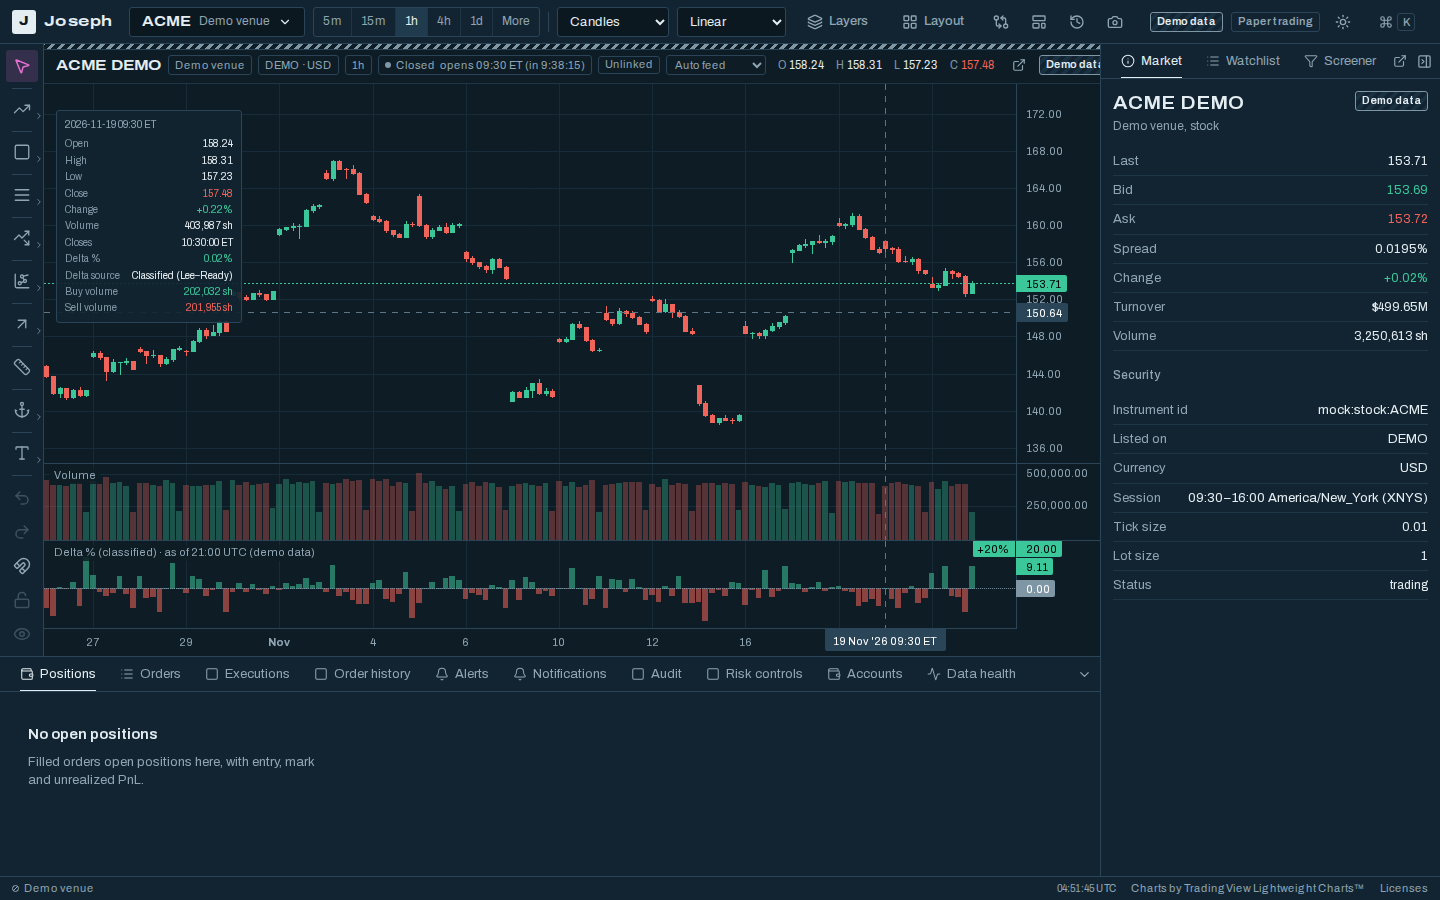 J Joseph ACME Demo venue 5m 15m 1h 4h 1d More Candles Linear Layers Layout Demo data Paper trading ⌘ K
ACME DEMO Demo venue DEMO · USD 1h Closed opens 09:30 ET (in 9:38:15) Unlinked Auto feed O 158.24 H 158.31 L 157.23 C 157.48 Demo data
2026-11-19 09:30 ET
Open 158.24
High 158.31
Low 157.23
Close 157.48
Change +0.22%
Volume 403,987 sh
Closes 10:30:00 ET
Delta % 0.02%
Delta source Classified (Lee-Ready)
Buy volume 202,032 sh
Sell volume 201,955 sh
172.00
168.00
164.00
160.00
156.00
153.71
152.00
150.64
148.00
144.00
140.00
136.00
Volume
500,000.00
250,000.00
Delta % (classified) · as of 21:00 UTC (demo data)
+20% 20.00
9.11
0.00
27 29 Nov 4 6 10 12 16 19 Nov '26 09:30 ET
Market Watchlist Screener
ACME DEMO Demo data
Demo venue, stock
Last 153.71
Bid 153.69
Ask 153.72
Spread 0.0195%
Change +0.02%
Turnover $499.65M
Volume 3,250,613 sh
Security
Instrument id mock:stock:ACME
Listed on DEMO
Currency USD
Session 09:30–16:00 America/New_York (XNYS)
Tick size 0.01
Lot size 1
Status trading
Positions Orders Executions Order history Alerts Notifications Audit Risk controls Accounts Data health
No open positions
Filled orders open positions here, with entry, mark
and unrealized PnL.
Demo venue 04:51:45 UTC Charts by TradingView Lightweight Charts™ Licenses